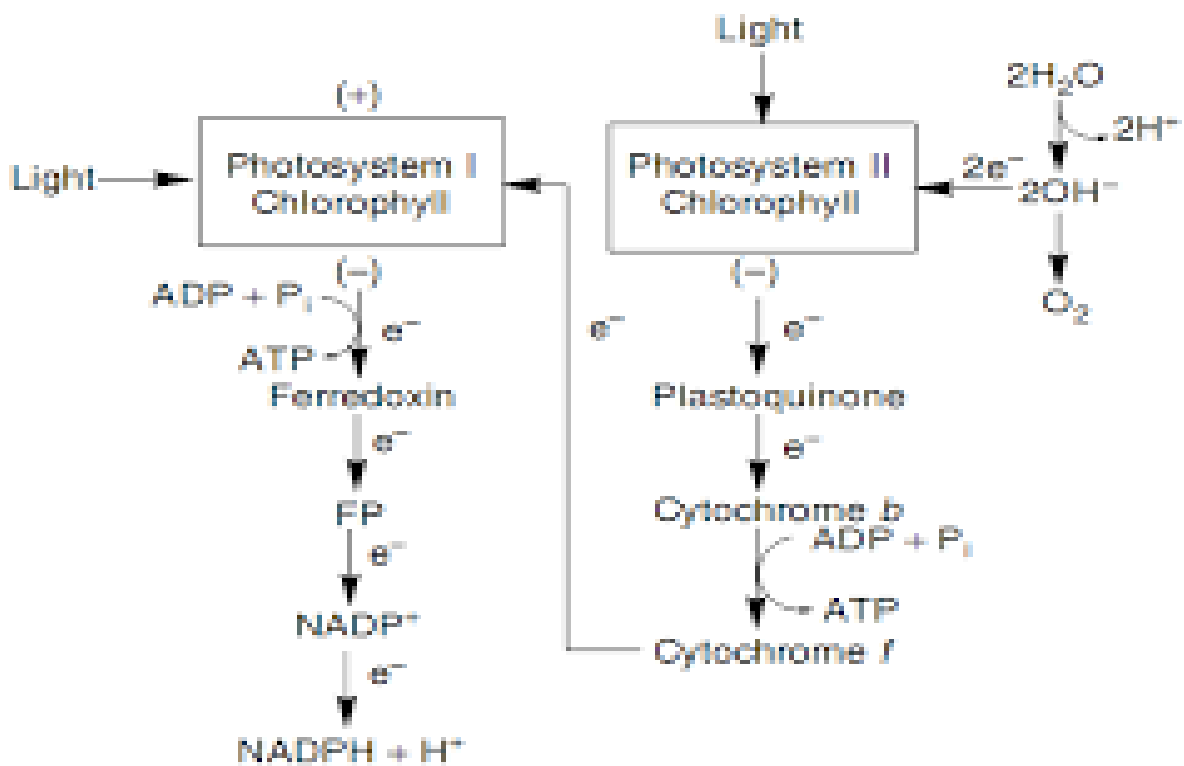 Light
2H₂O
(+)
2H⁺
Light
Photosystem I
Chlorophyll
Photosystem II
Chlorophyll
2e⁻
2OH⁻
(−)
(−)
ADP + Pᵢ
e⁻
O₂
e⁻
e⁻
ATP
Ferredoxin
Plastoquinone
e⁻
e⁻
FP
Cytochrome b
ADP + Pᵢ
e⁻
ATP
NADP⁺
Cytochrome f
e⁻
NADPH + H⁺